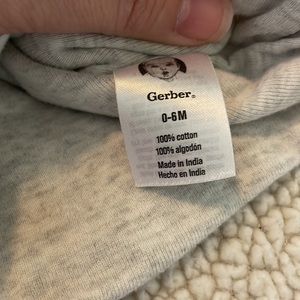 Gerber®
0-6M
100% cotton
100% algodón
Made in India
Hecho en India